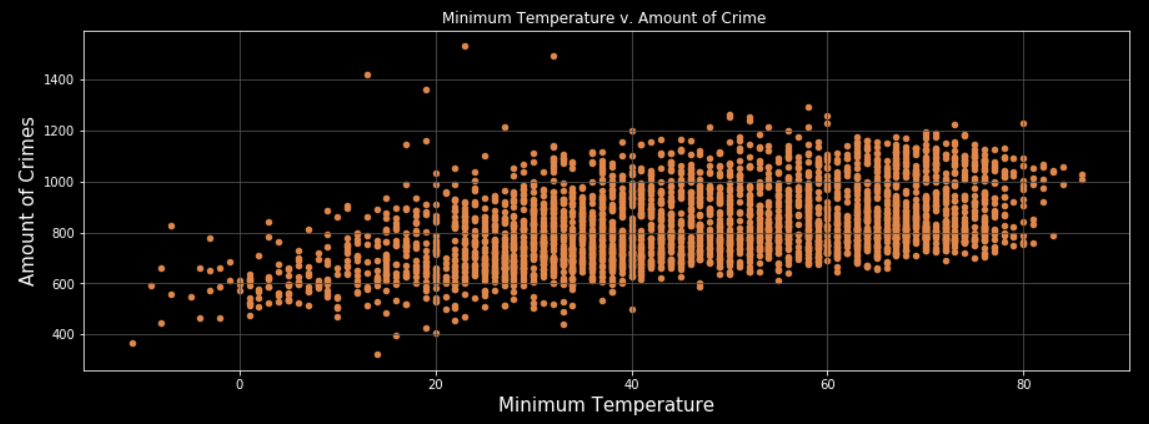 Minimum Temperature v. Amount of Crime
1400
1200
1000
800
600
400
Amount of Crimes
0 20 40 60 80
Minimum Temperature